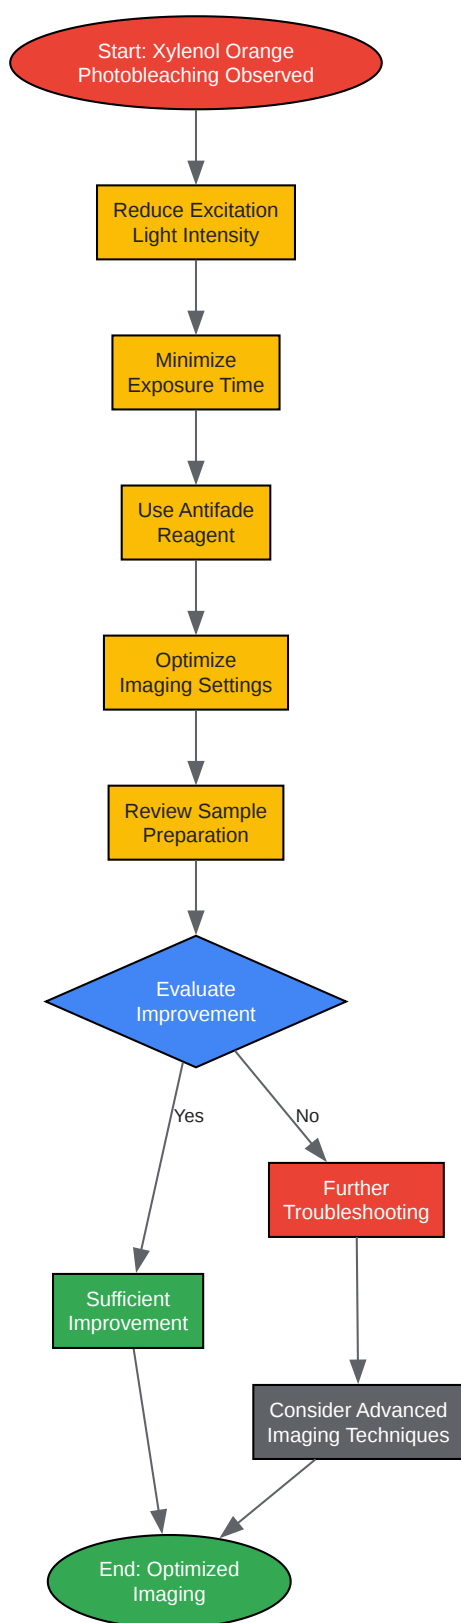 Start: Xylenol Orange
Photobleaching Observed
Reduce Excitation
Light Intensity
Minimize
Exposure Time
Use Antifade
Reagent
Optimize
Imaging Settings
Review Sample
Preparation
Evaluate
Improvement
Yes
No
Further
Troubleshooting
Sufficient
Improvement
Consider Advanced
Imaging Techniques
End: Optimized
Imaging